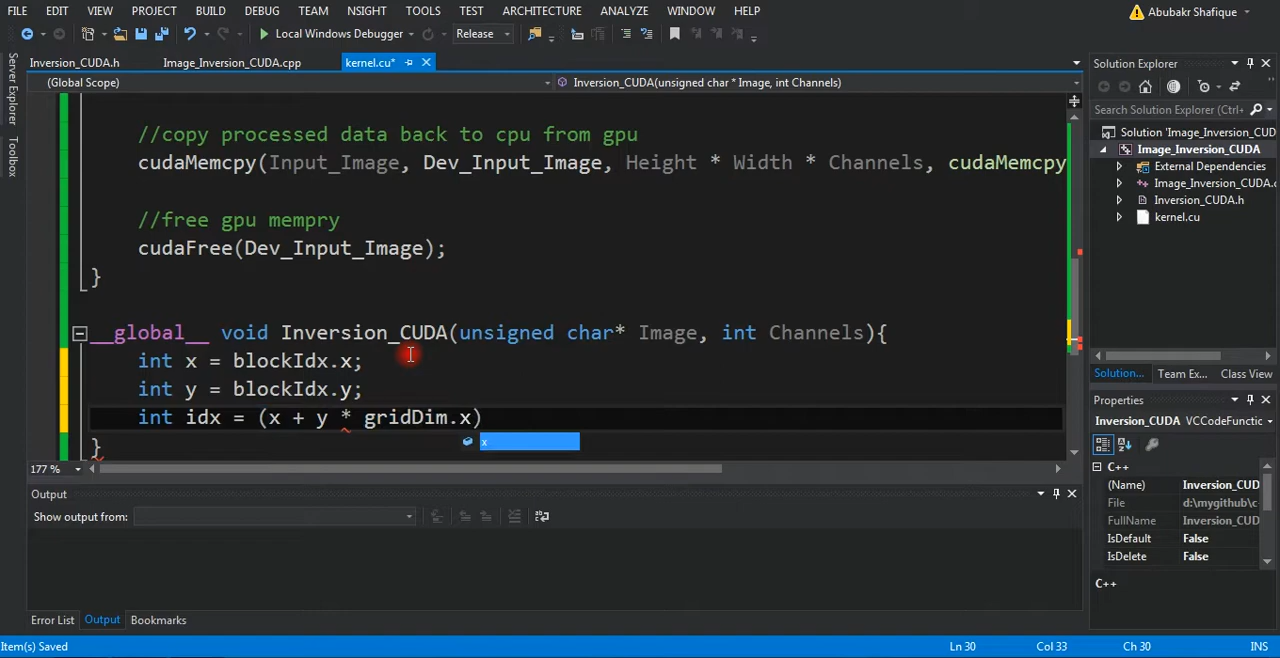 FILE EDIT VIEW PROJECT BUILD DEBUG TEAM NSIGHT TOOLS TEST ARCHITECTURE ANALYZE WINDOW HELP Abubakr Shafique
Local Windows Debugger Release
Inversion_CUDA.h Image_Inversion_CUDA.cpp kernel.cu*
(Global Scope) Inversion_CUDA(unsigned char * Image, int Channels)
Server Explorer
Toolbox
//copy processed data back to cpu from gpu
cudaMemcpy(Input_Image, Dev_Input_Image, Height * Width * Channels, cudaMemcpy
//free gpu mempry
cudaFree(Dev_Input_Image);
}
__global__ void Inversion_CUDA(unsigned char* Image, int Channels){
int x = blockIdx.x;
int y = blockIdx.y;
int idx = (x + y * gridDim.x)
x
}
177 %
Output
Show output from:
Error List Output Bookmarks
Solution Explorer
Search Solution Explorer (Ctrl+
Solution 'Image_Inversion_CUDA
Image_Inversion_CUDA
External Dependencies
Image_Inversion_CUDA.c
Inversion_CUDA.h
kernel.cu
Solution... Team Ex... Class View
Properties
Inversion_CUDA VCCodeFunctic
C++
(Name) Inversion_CUD
File d:\mygithub\c
FullName Inversion_CUD
IsDefault False
IsDelete False
C++
Item(s) Saved Ln 30 Col 33 Ch 30 INS